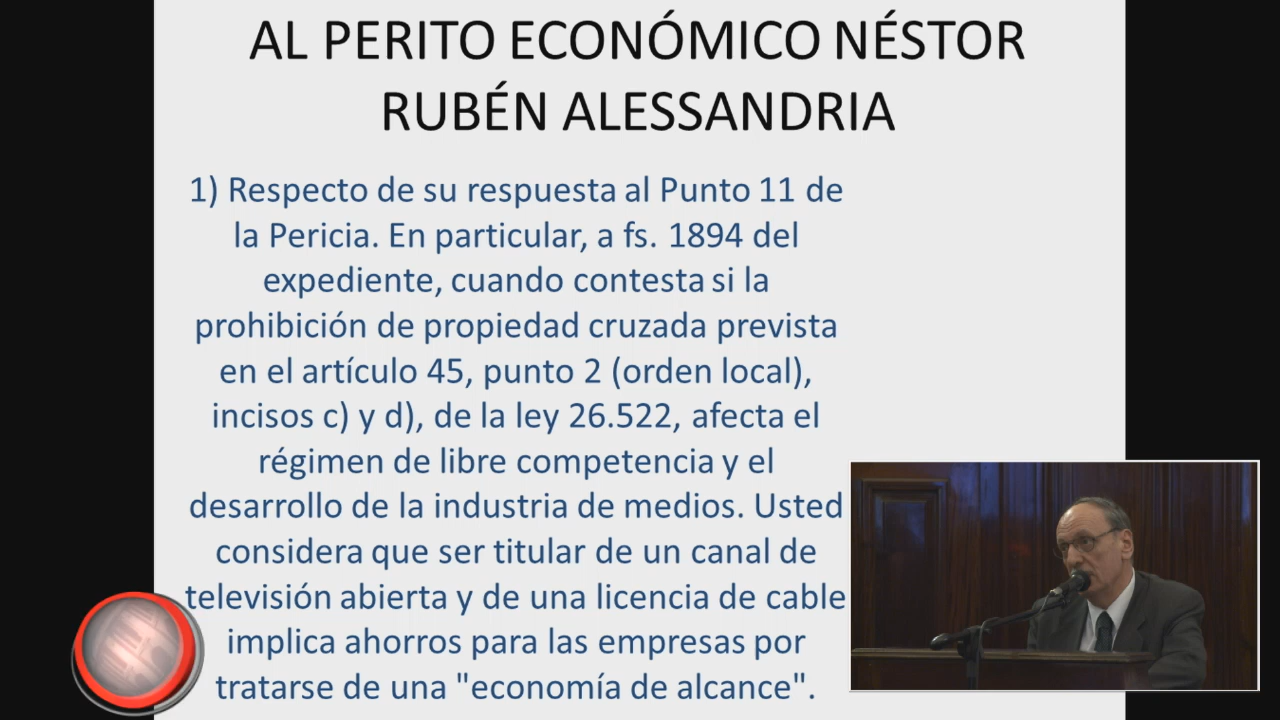 AL PERITO ECONÓMICO NÉSTOR
RUBÉN ALESSANDRIA
1) Respecto de su respuesta al Punto 11 de
la Pericia. En particular, a fs. 1894 del
expediente, cuando contesta si la
prohibición de propiedad cruzada prevista
en el artículo 45, punto 2 (orden local),
incisos c) y d), de la ley 26.522, afecta el
régimen de libre competencia y el
desarrollo de la industria de medios. Usted
considera que ser titular de un canal de
televisión abierta y de una licencia de cable
implica ahorros para las empresas por
tratarse de una "economía de alcance".